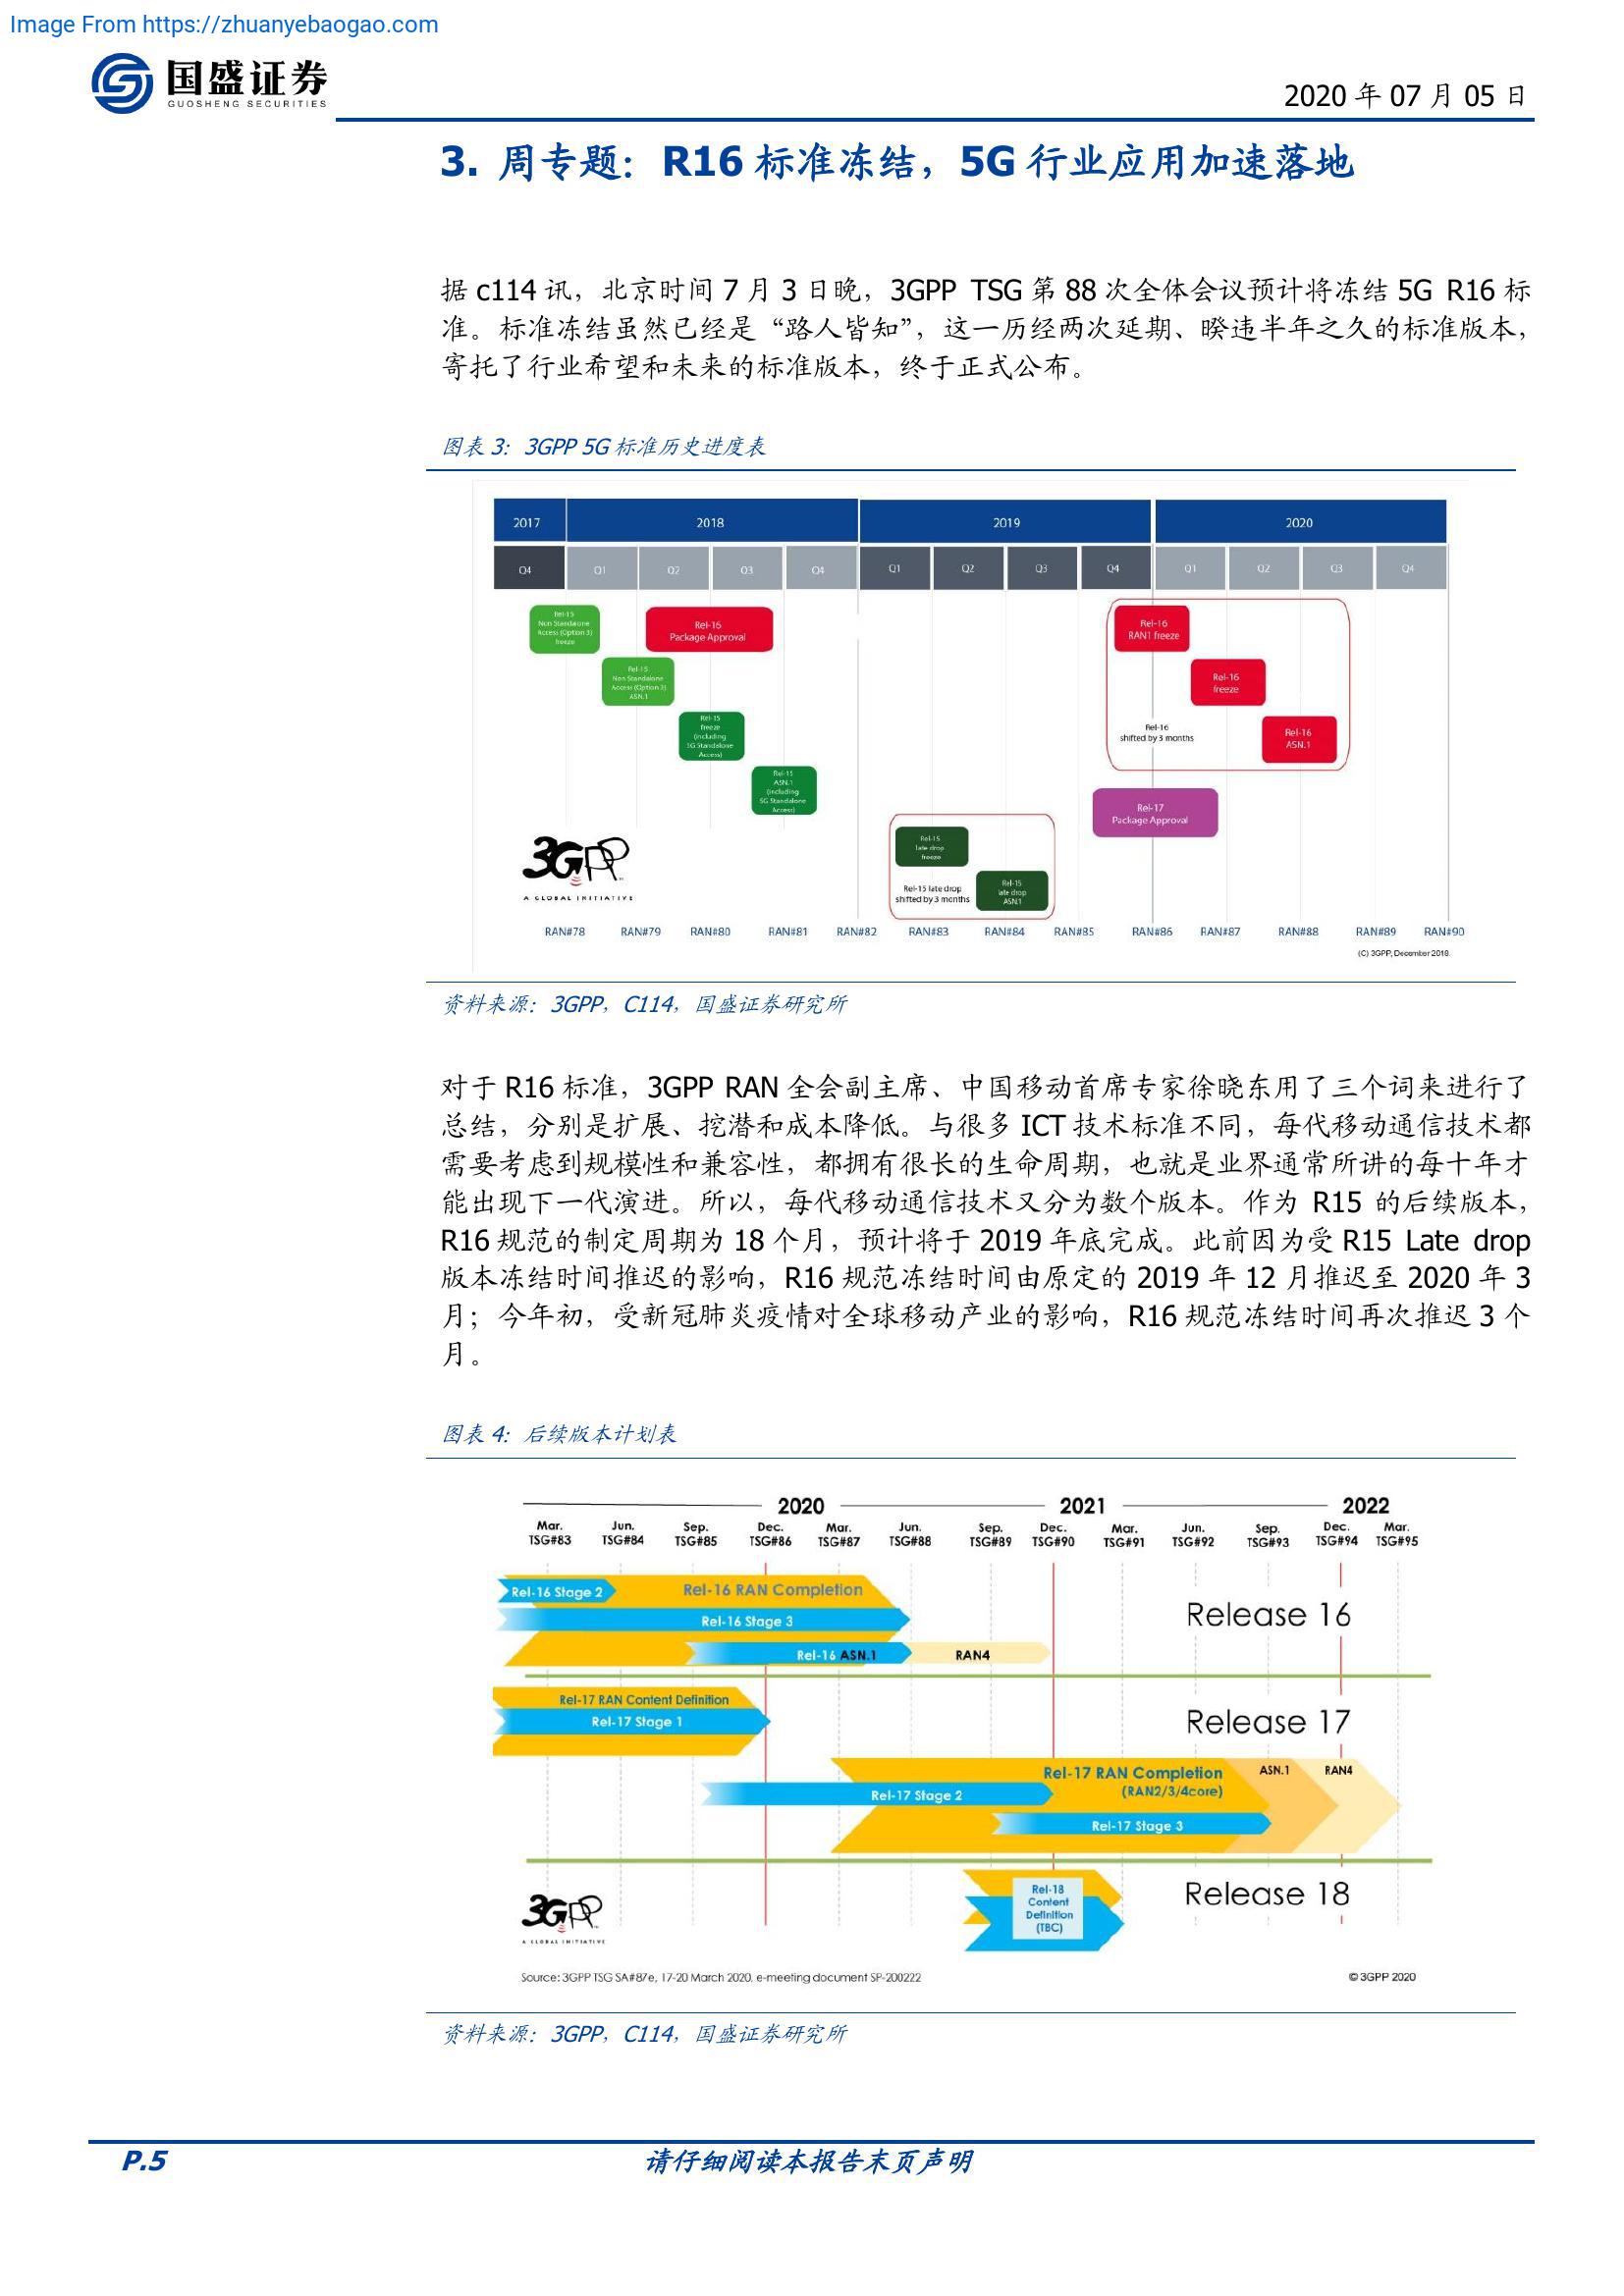 Image From https://zhuanyebaogao.com
国盛证券
GUOSHENG SECURITIES
2020 年 07 月 05 日
3. 周专题：R16 标准冻结，5G 行业应用加速落地
据 c114 讯，北京时间 7 月 3 日晚，3GPP TSG 第 88 次全体会议预计将冻结 5G R16 标
准。标准冻结虽然已经是“路人皆知”，这一历经两次延期、暌违半年之久的标准版本，
寄托了行业希望和未来的标准版本，终于正式公布。
图表 3：3GPP 5G 标准历史进度表
2017 2018 2019 2020
Q4 Q1 Q2 Q3 Q4 Q1 Q2 Q3 Q4 Q1 Q2 Q3 Q4
Rel-15
Non Standalone
Access (Option 3)
freeze
Rel-16
Package Approval
Rel-16
RAN1 freeze
Rel-15
Non Standalone
Access (Option 3)
ASN.1
Rel-16
freeze
Rel-15
freeze
(including
5G Standalone
Access)
Rel-16
shifted by 3 months
Rel-16
ASN.1
Rel-15
ASN.1
(including
5G Standalone
Access)
Rel-17
Package Approval
Rel-15
late drop
freeze
Rel-15 late drop
shifted by 3 months
Rel-15
late drop
ASN.1
3GPP
A GLOBAL INITIATIVE
RAN#78 RAN#79 RAN#80 RAN#81 RAN#82 RAN#83 RAN#84 RAN#85 RAN#86 RAN#87 RAN#88 RAN#89 RAN#90
(C) 3GPP, December 2018.
资料来源：3GPP，C114，国盛证券研究所
对于 R16 标准，3GPP RAN 全会副主席、中国移动首席专家徐晓东用了三个词来进行了
总结，分别是扩展、挖潜和成本降低。与很多 ICT 技术标准不同，每代移动通信技术都
需要考虑到规模性和兼容性，都拥有很长的生命周期，也就是业界通常所讲的每十年才
能出现下一代演进。所以，每代移动通信技术又分为数个版本。作为 R15 的后续版本，
R16 规范的制定周期为 18 个月，预计将于 2019 年底完成。此前因为受 R15 Late drop
版本冻结时间推迟的影响，R16 规范冻结时间由原定的 2019 年 12 月推迟至 2020 年 3
月；今年初，受新冠肺炎疫情对全球移动产业的影响，R16 规范冻结时间再次推迟 3 个
月。
图表 4：后续版本计划表
2020 2021 2022
Mar. Jun. Sep. Dec. Mar. Jun. Sep. Dec. Mar. Jun. Sep. Dec. Mar.
TSG#83 TSG#84 TSG#85 TSG#86 TSG#87 TSG#88 TSG#89 TSG#90 TSG#91 TSG#92 TSG#93 TSG#94 TSG#95
Rel-16 Stage 2 Rel-16 RAN Completion
Rel-16 Stage 3
Release 16
Rel-16 ASN.1 RAN4
Rel-17 RAN Content Definition
Rel-17 Stage 1
Release 17
Rel-17 RAN Completion
(RAN2/3/4core)
ASN.1 RAN4
Rel-17 Stage 2
Rel-17 Stage 3
Rel-18
Content
Definition
(TBC)
Release 18
3GPP
A GLOBAL INITIATIVE
Source: 3GPP TSG SA#87e, 17-20 March 2020, e-meeting document SP-200222
© 3GPP 2020
资料来源：3GPP，C114，国盛证券研究所
P.5
请仔细阅读本报告末页声明